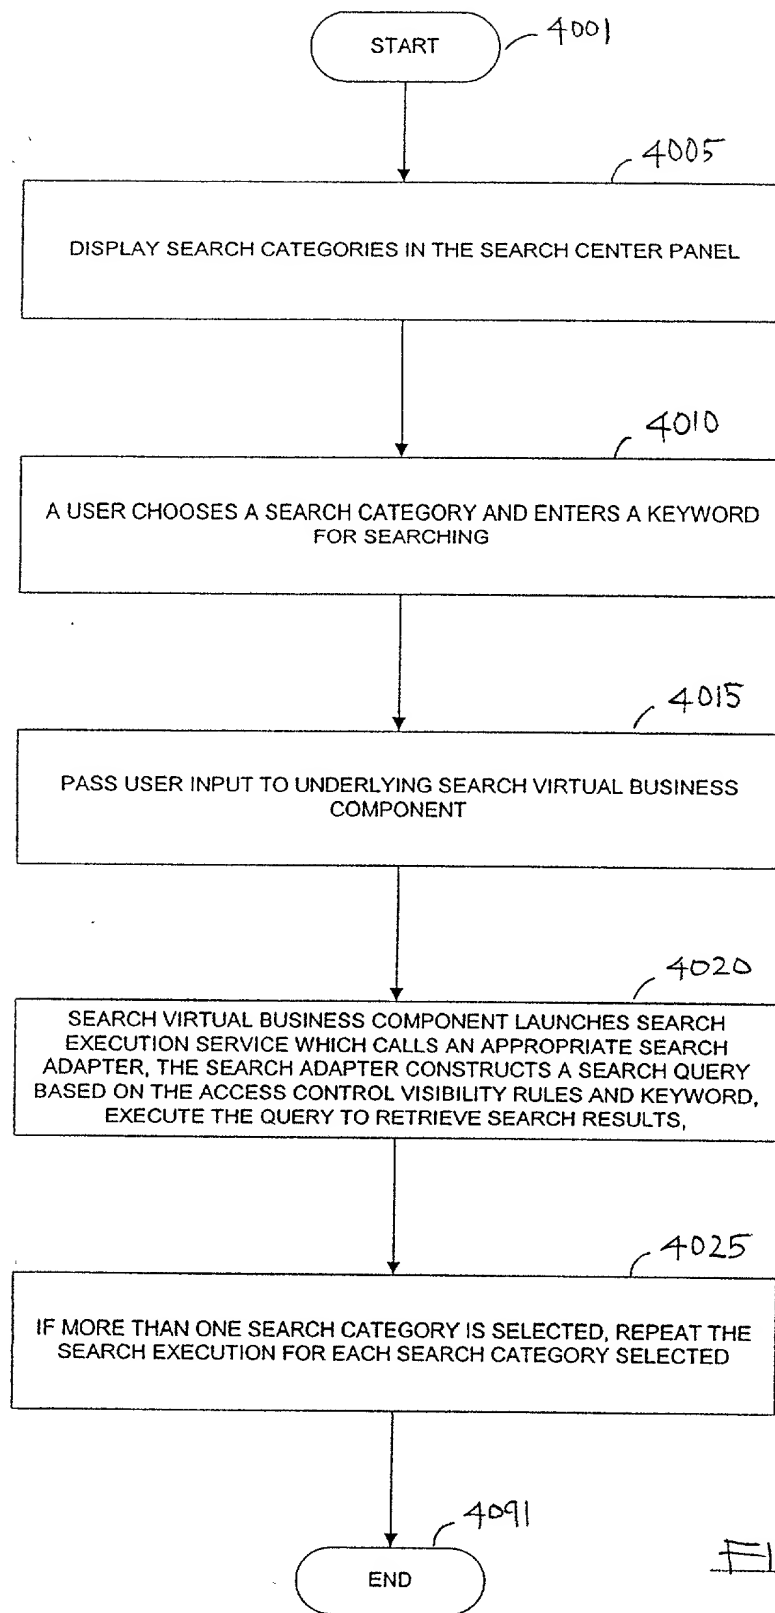 START
4001
4005
DISPLAY SEARCH CATEGORIES IN THE SEARCH CENTER PANEL
4010
A USER CHOOSES A SEARCH CATEGORY AND ENTERS A KEYWORD
FOR SEARCHING
4015
PASS USER INPUT TO UNDERLYING SEARCH VIRTUAL BUSINESS
COMPONENT
4020
SEARCH VIRTUAL BUSINESS COMPONENT LAUNCHES SEARCH
EXECUTION SERVICE WHICH CALLS AN APPROPRIATE SEARCH
ADAPTER, THE SEARCH ADAPTER CONSTRUCTS A SEARCH QUERY
BASED ON THE ACCESS CONTROL VISIBILITY RULES AND KEYWORD,
EXECUTE THE QUERY TO RETRIEVE SEARCH RESULTS,
4025
IF MORE THAN ONE SEARCH CATEGORY IS SELECTED, REPEAT THE
SEARCH EXECUTION FOR EACH SEARCH CATEGORY SELECTED
4091
END